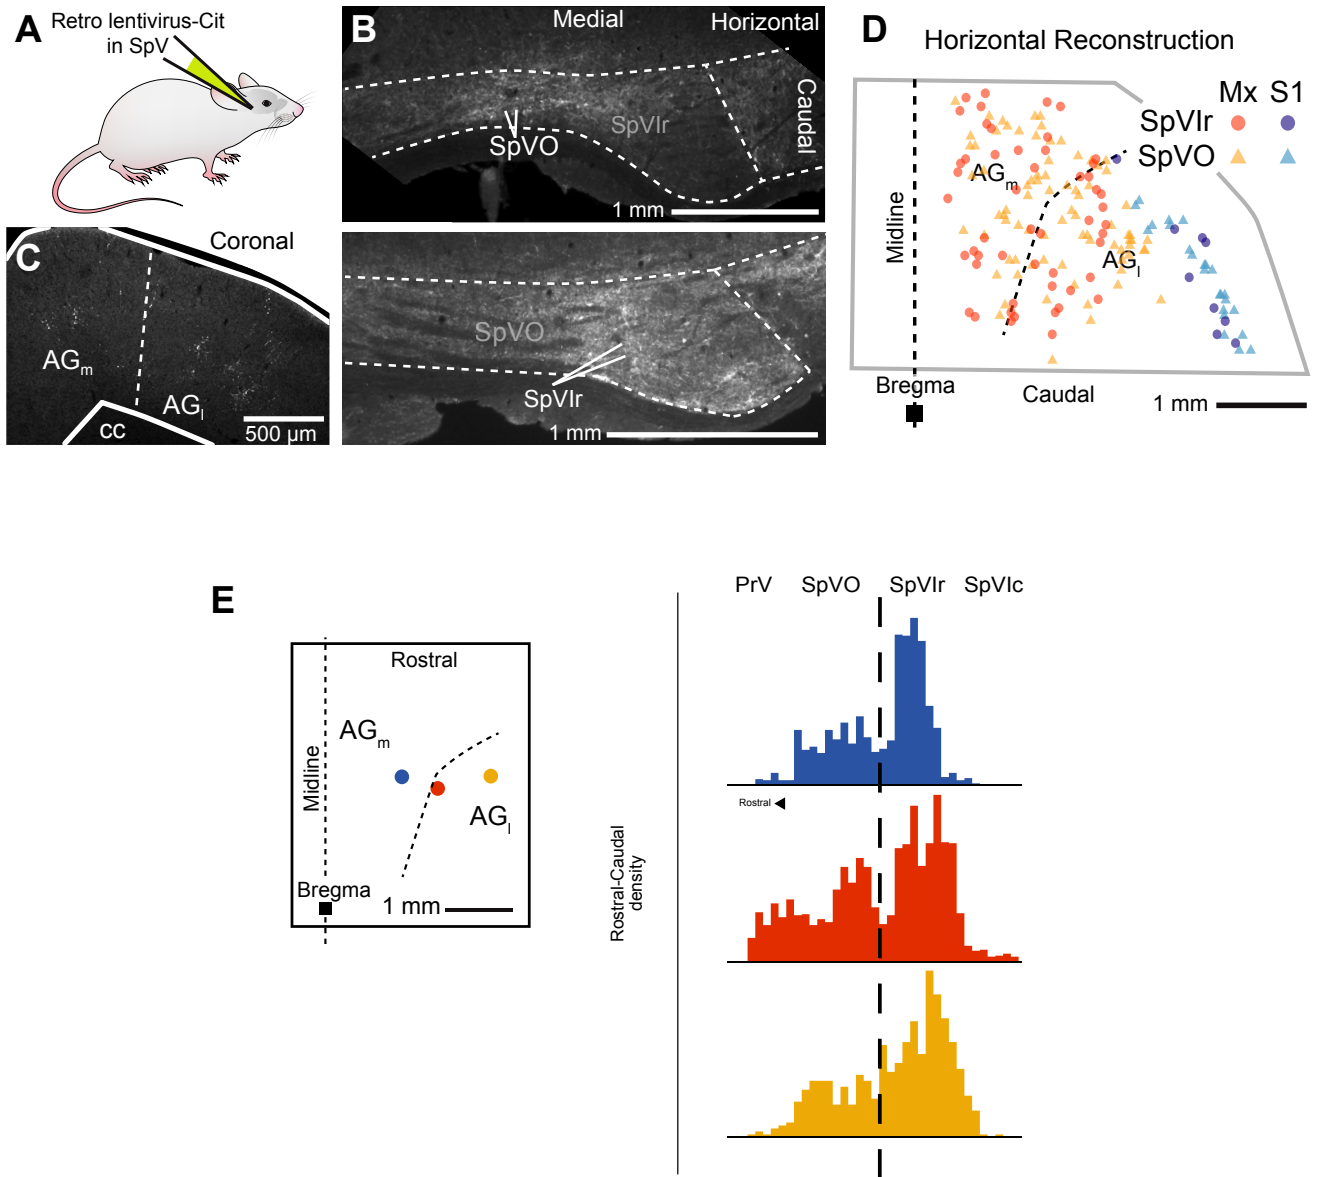 A
Retro lentivirus-Cit
in SpV
B
Medial
Horizontal
Caudal
SpVIr
SpVO
1 mm
SpVO
SpVIr
1 mm
C
Coronal
AGm
AGl
cc
500 µm
D
Horizontal Reconstruction
Mx S1
SpVIr
SpVO
AGm
AGl
Midline
Bregma
Caudal
1 mm
E
Rostral
AGm
Midline
AGl
Bregma
1 mm
PrV SpVO SpVIr SpVIc
Rostral
Rostral-Caudal
density